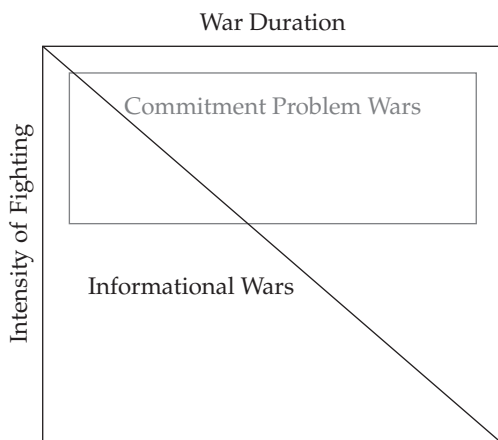 War Duration
Commitment Problem Wars
Intensity of Fighting
Informational Wars